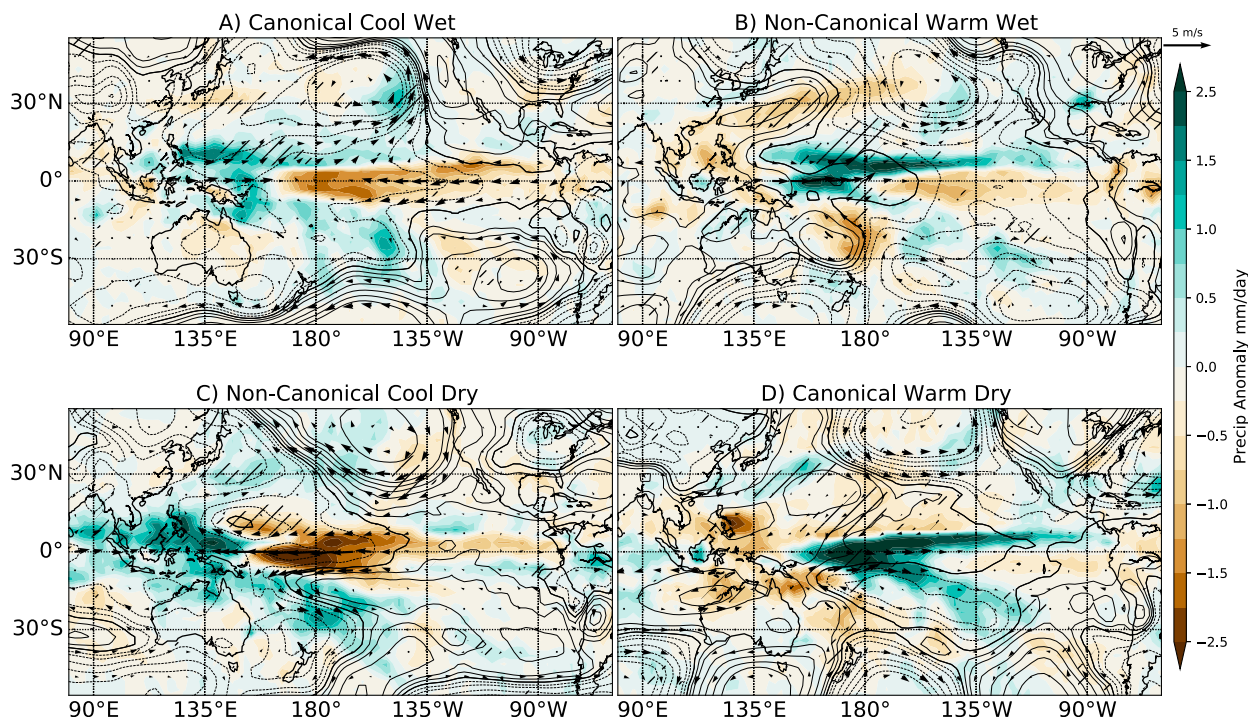 A) Canonical Cool Wet
B) Non-Canonical Warm Wet
5 m/s
30°N
0°
30°S
90°E 135°E 180° 135°W 90°W
90°E 135°E 180° 135°W 90°W
C) Non-Canonical Cool Dry
D) Canonical Warm Dry
30°N
0°
30°S
90°E 135°E 180° 135°W 90°W
90°E 135°E 180° 135°W 90°W
2.5
1.5
1.0
0.5
0.0
−0.5
−1.0
−1.5
−2.5
Precip Anomaly mm/day